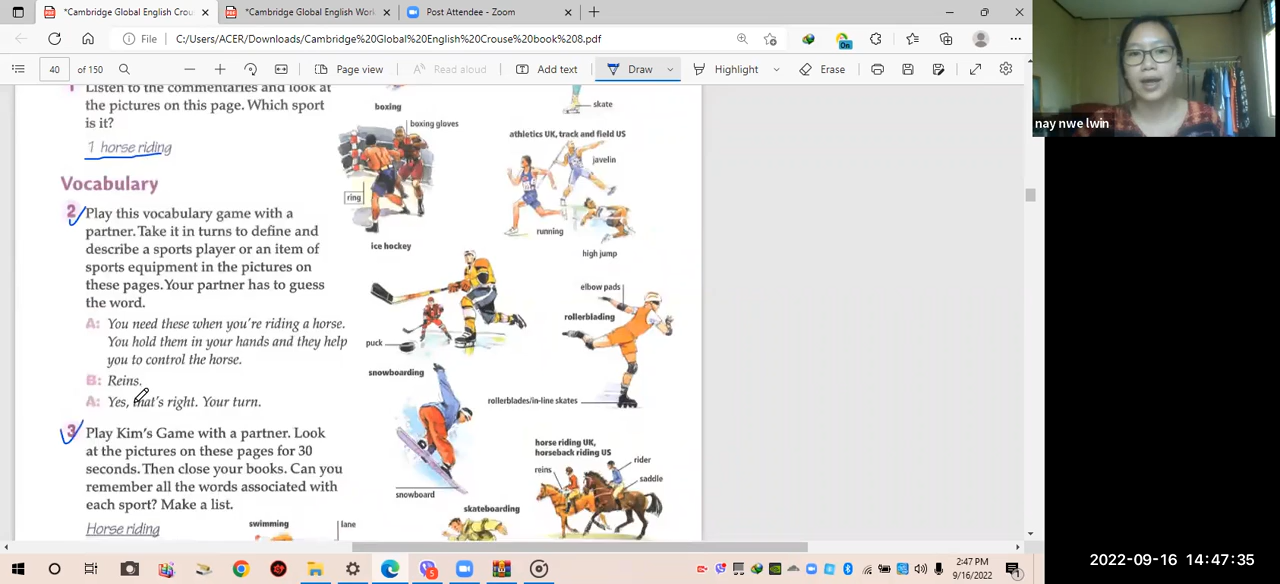 *Cambridge Global English Crou
*Cambridge Global English Work
Post Attendee - Zoom
File
C:/Users/ACER/Downloads/Cambridge%20Global%20English%20Crouse%20book%208.pdf
On
40
of 150
Page view
Read aloud
Add text
Draw
Highlight
Erase
nay nwe lwin
1 Listen to the commentaries and look at
the pictures on this page. Which sport
is it?
1 horse riding
Vocabulary
2 Play this vocabulary game with a
partner. Take it in turns to define and
describe a sports player or an item of
sports equipment in the pictures on
these pages. Your partner has to guess
the word.
A: You need these when you're riding a horse.
You hold them in your hands and they help
you to control the horse.
B: Reins.
A: Yes, that's right. Your turn.
3 Play Kim's Game with a partner. Look
at the pictures on these pages for 30
seconds. Then close your books. Can you
remember all the words associated with
each sport? Make a list.
Horse riding
boxing
boxing gloves
ring
skate
athletics UK, track and field US
javelin
running
high jump
ice hockey
puck
elbow pads
rollerblading
rollerblades/in-line skates
snowboarding
snowboard
horse riding UK,
horseback riding US
reins
rider
saddle
skateboarding
swimming
lane
5
2:47 PM
9/16/2022
1
2022-09-16 14:47:35